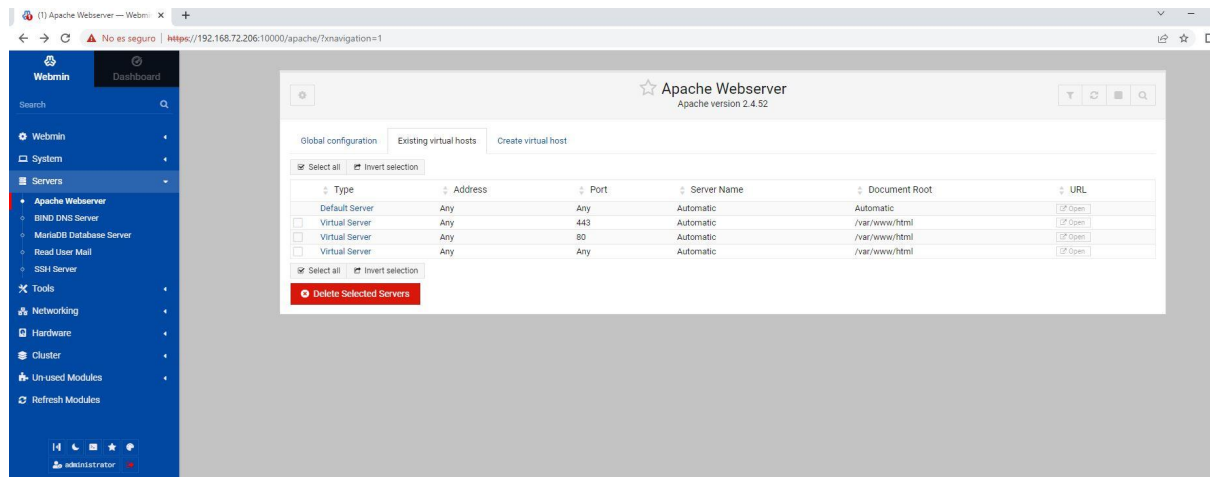 (1) Apache Webserver — Webmi
No es seguro | https://192.168.72.206:10000/apache/?xnavigation=1
Webmin
Dashboard
Search
Webmin
System
Servers
Apache Webserver
BIND DNS Server
MariaDB Database Server
Read User Mail
SSH Server
Tools
Networking
Hardware
Cluster
Un-used Modules
Refresh Modules
administrator
Apache Webserver
Apache version 2.4.52
Global configuration Existing virtual hosts Create virtual host
Select all Invert selection
Type Address Port Server Name Document Root URL
Default Server Any Any Automatic Automatic Open
Virtual Server Any 443 Automatic /var/www/html Open
Virtual Server Any 80 Automatic /var/www/html Open
Virtual Server Any Any Automatic /var/www/html Open
Select all Invert selection
Delete Selected Servers